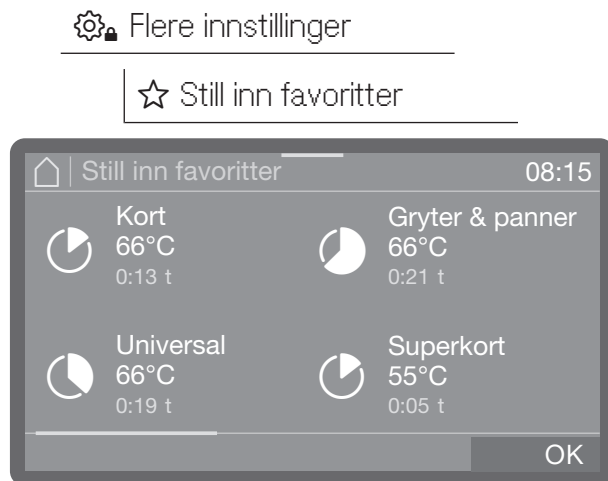 Flere innstillinger
Still inn favoritter
Still inn favoritter 08:15
Kort
66°C
0:13 t
Gryter & panner
66°C
0:21 t
Universal
66°C
0:19 t
Superkort
55°C
0:05 t
OK